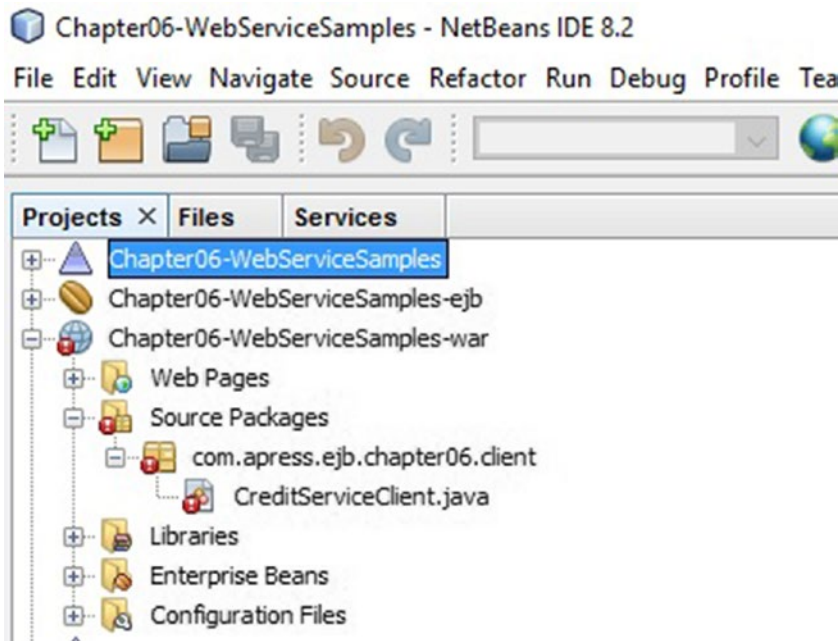 Chapter06-WebServiceSamples - NetBeans IDE 8.2
File Edit View Navigate Source Refactor Run Debug Profile Tea
Projects × Files Services
Chapter06-WebServiceSamples
Chapter06-WebServiceSamples-ejb
Chapter06-WebServiceSamples-war
Web Pages
Source Packages
com.apress.ejb.chapter06.client
CreditServiceClient.java
Libraries
Enterprise Beans
Configuration Files